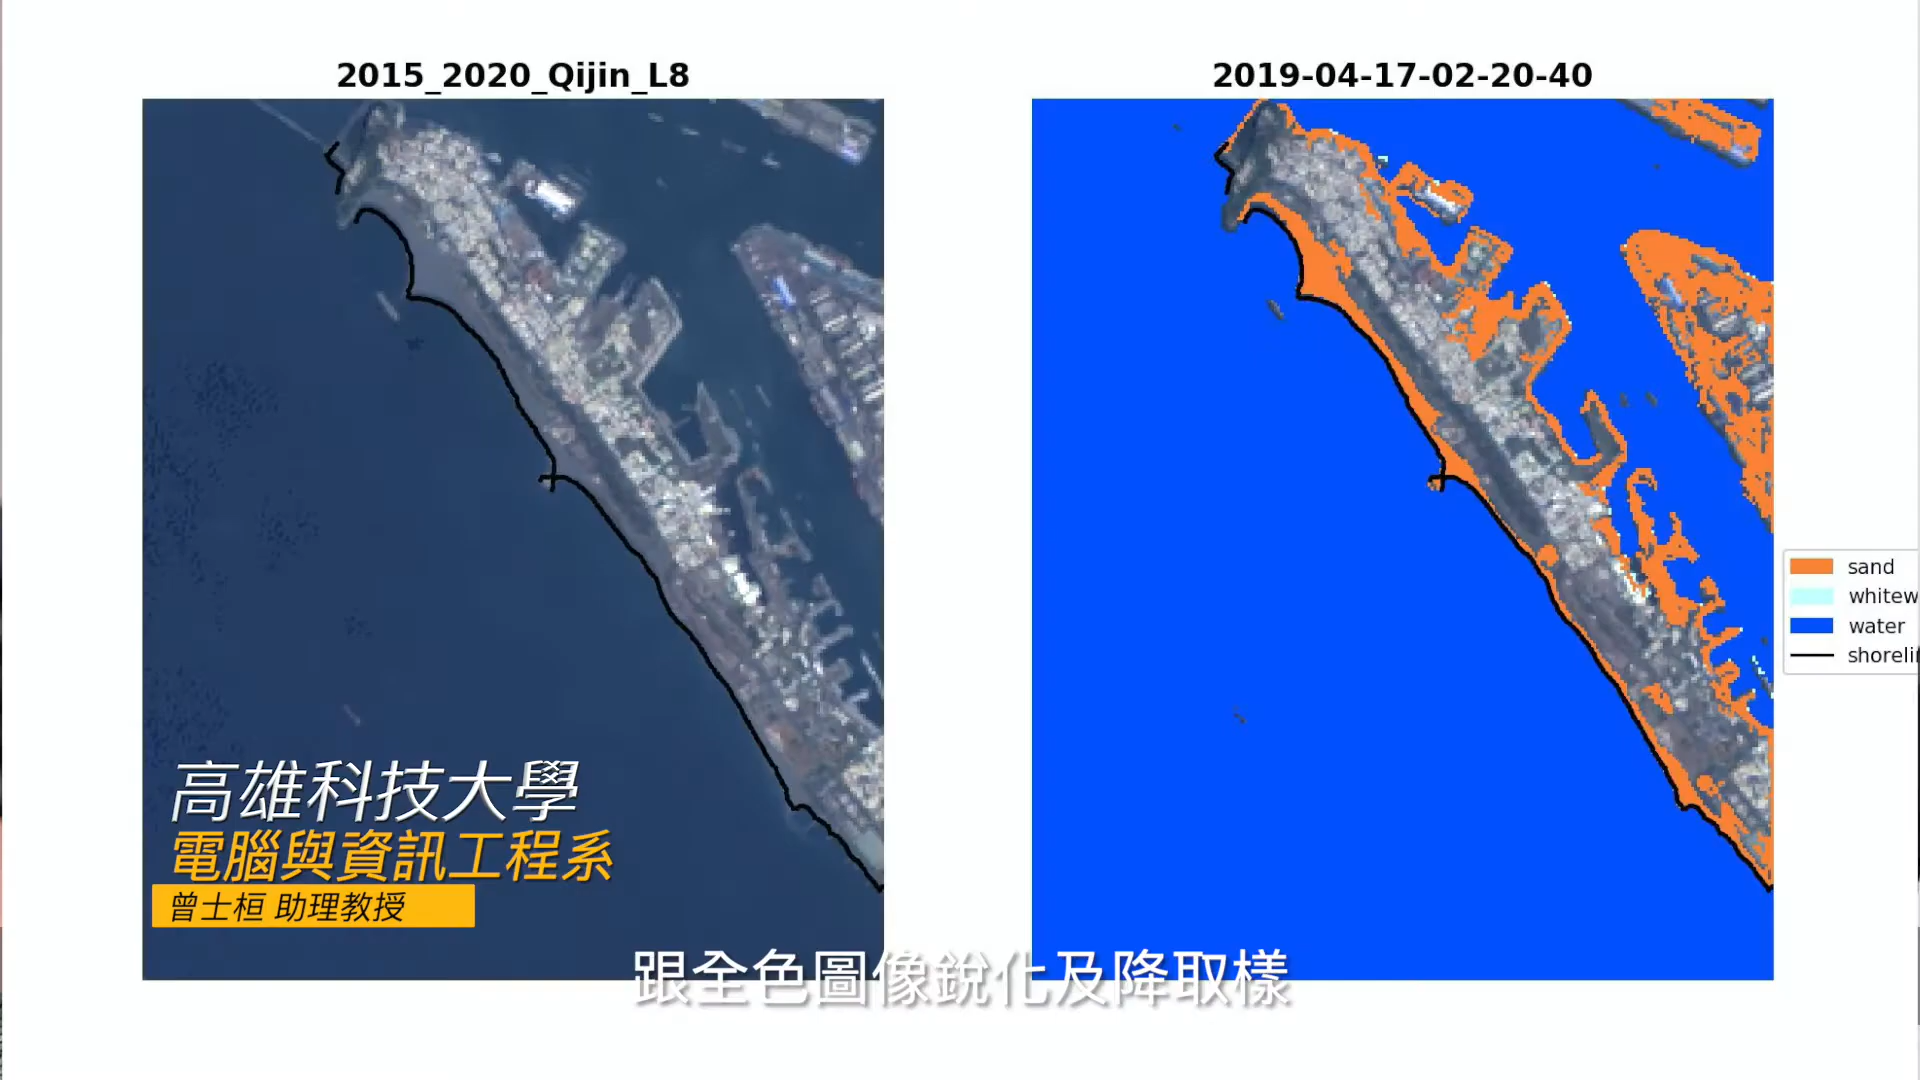 2015_2020_Qijin_L8
2019-04-17-02-20-40
sand
whitew
water
shoreli
高雄科技大學
電腦與資訊工程系
曾士桓 助理教授
跟全色圖像銳化及降取樣